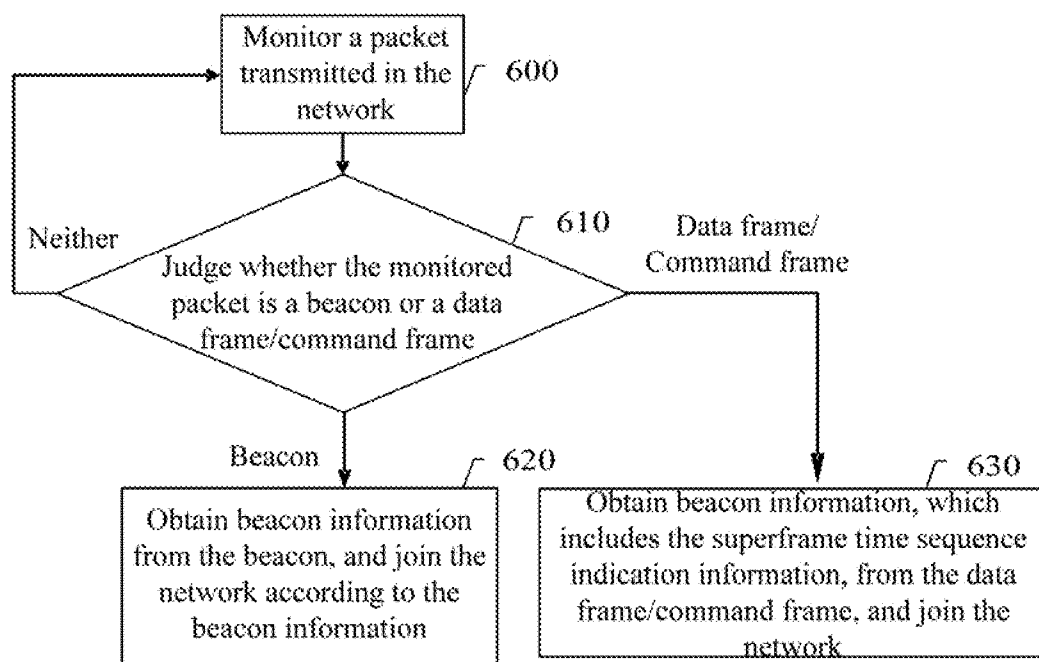 Monitor a packet
transmitted in the
network
600
610
Neither
Data frame/
Command frame
Judge whether the monitored
packet is a beacon or a data
frame/command frame
Beacon
620
630
Obtain beacon information
from the beacon, and join the
network according to the
beacon information
Obtain beacon information, which
includes the superframe time sequence
indication information, from the data
frame/command frame, and join the
network